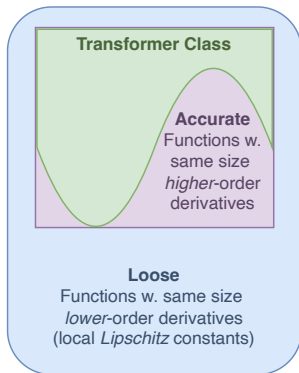 Transformer Class
Accurate
Functions w.
same size
higher-order
derivatives
Loose
Functions w. same size
lower-order derivatives
(local Lipschitz constants)